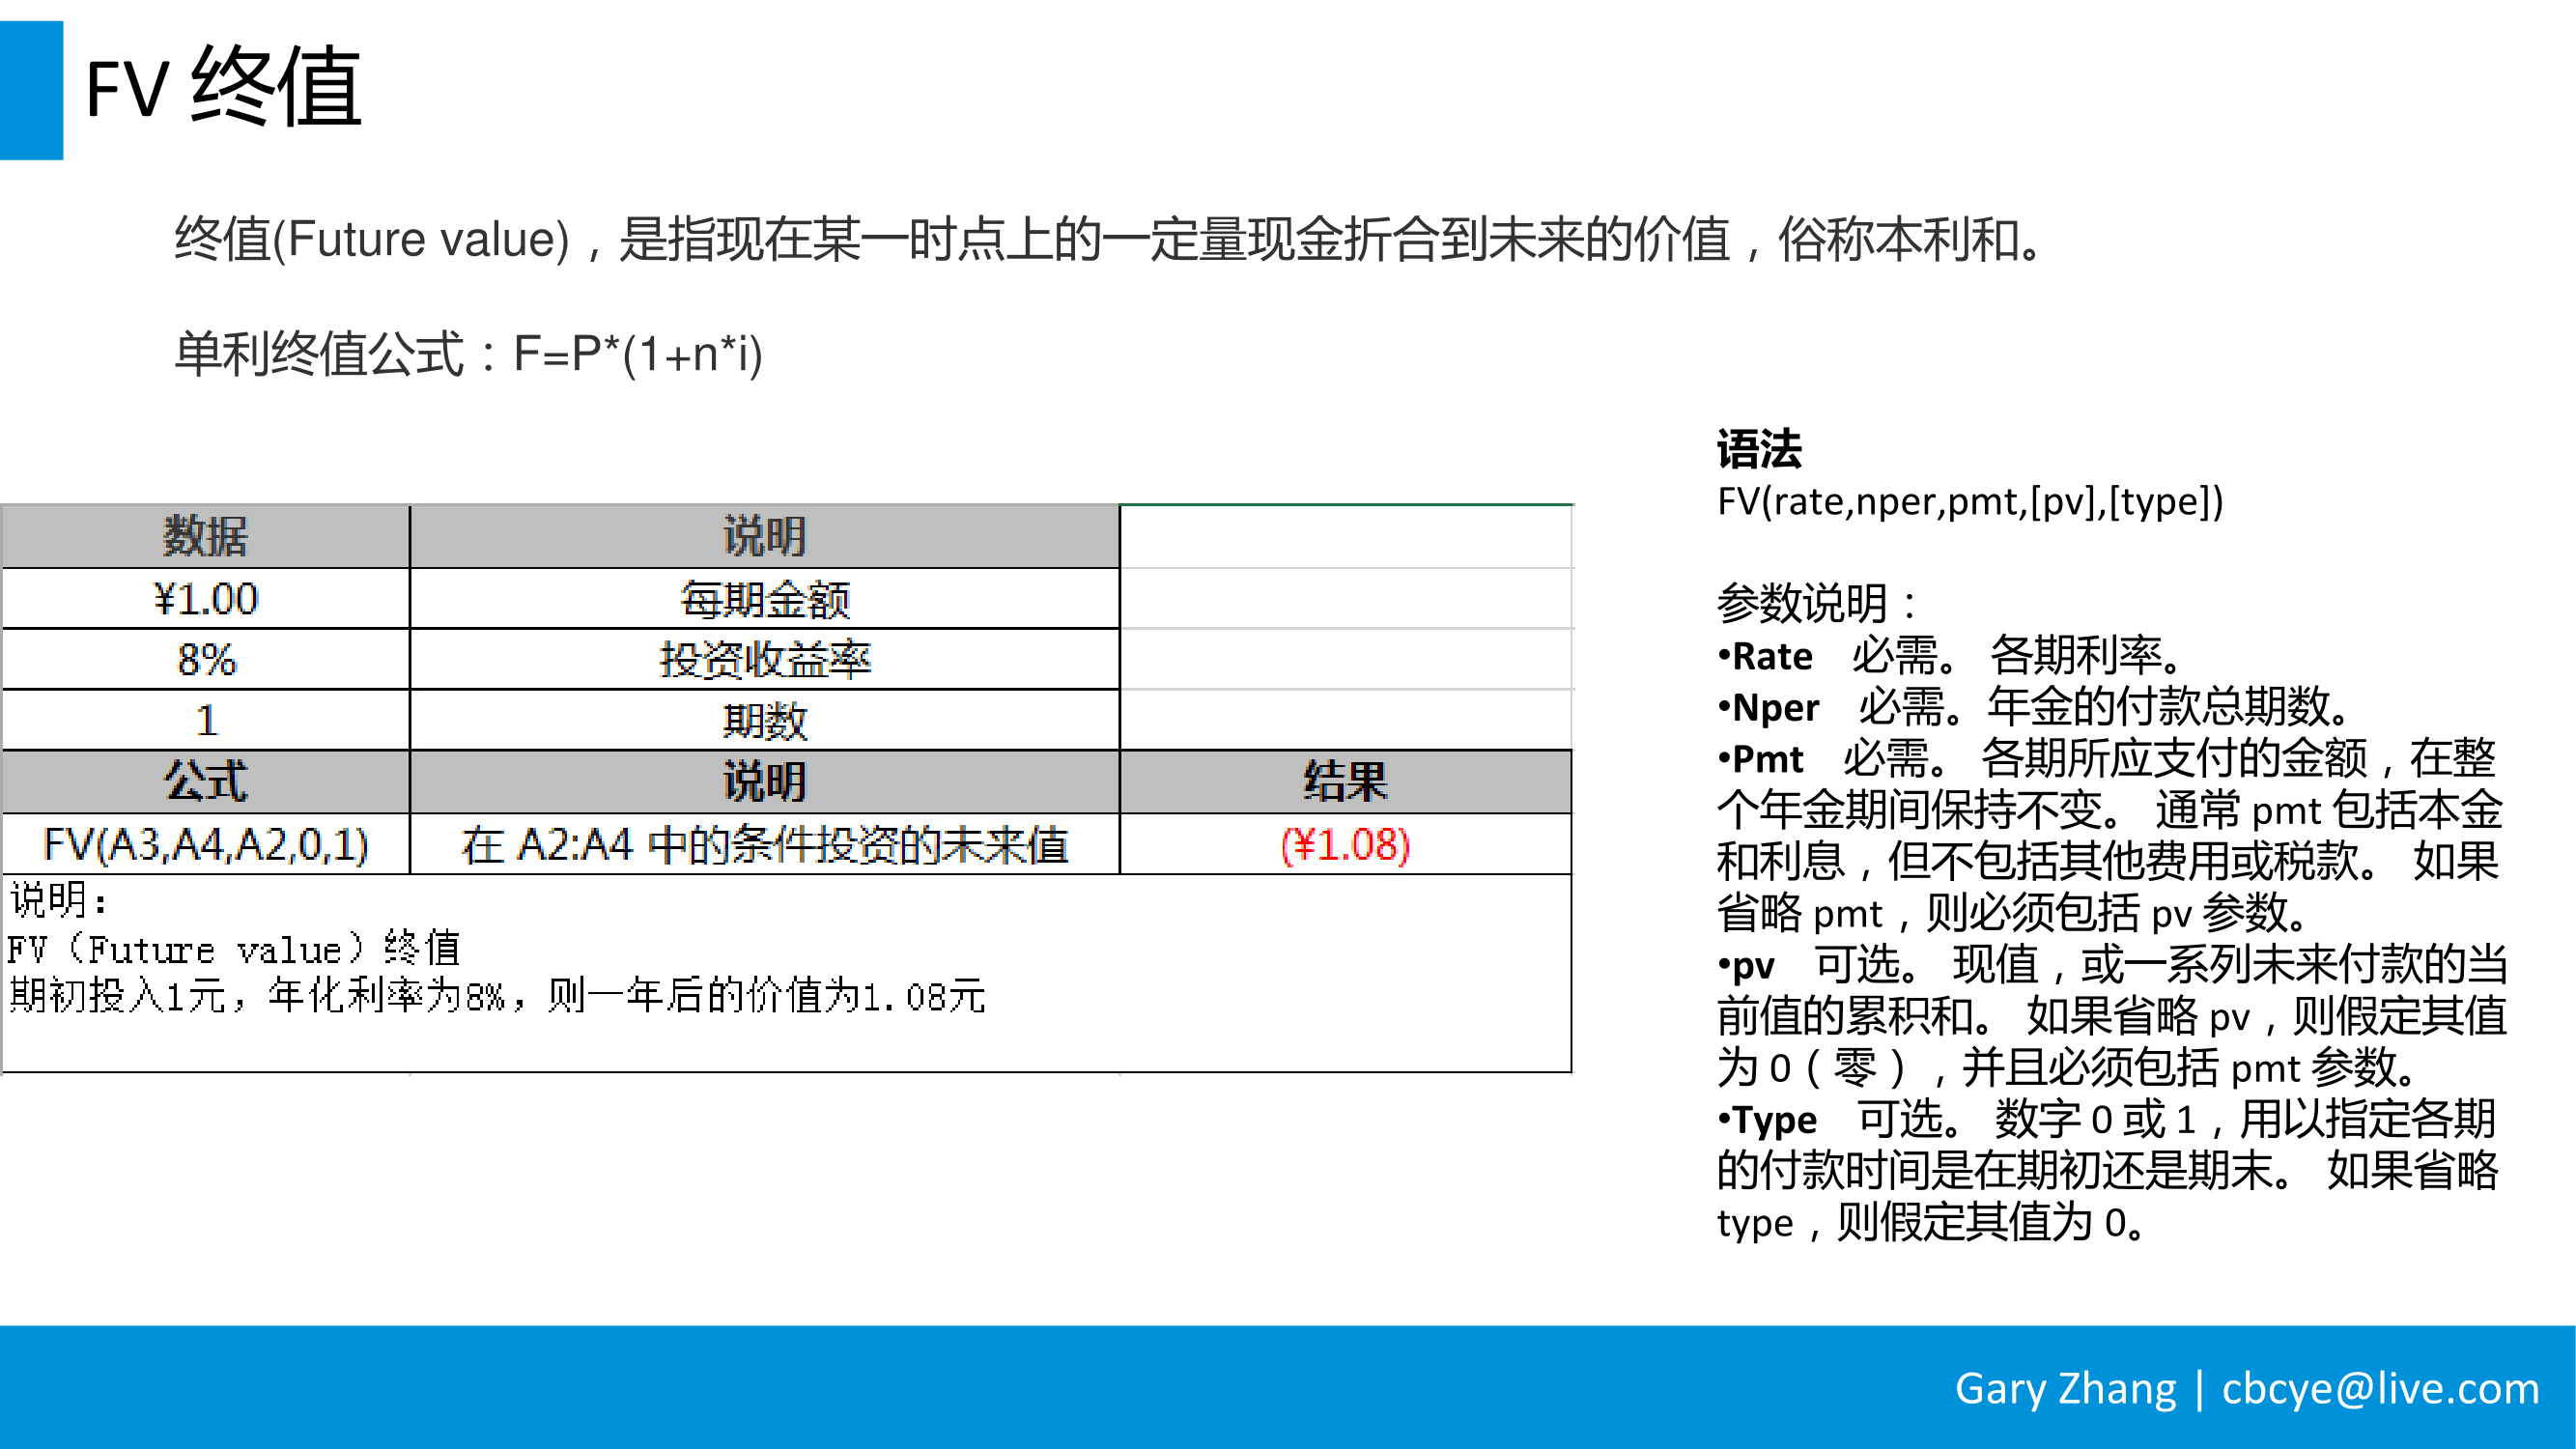 FV 终值
终值(Future value)，是指现在某一时点上的一定量现金折合到未来的价值，俗称本利和。
单利终值公式：F=P*(1+n*i)
数据 说明
¥1.00 每期金额
8% 投资收益率
1 期数
公式 说明 结果
FV(A3,A4,A2,0,1) 在 A2:A4 中的条件投资的未来值 (¥1.08)
说明：
FV（Future value）终值
期初投入1元，年化利率为8%，则一年后的价值为1.08元
语法
FV(rate,nper,pmt,[pv],[type])
参数说明：
•Rate 必需。 各期利率。
•Nper 必需。 年金的付款总期数。
•Pmt 必需。 各期所应支付的金额，在整
个年金期间保持不变。 通常 pmt 包括本金
和利息，但不包括其他费用或税款。 如果
省略 pmt，则必须包括 pv 参数。
•pv 可选。 现值，或一系列未来付款的当
前值的累积和。 如果省略 pv，则假定其值
为 0（零），并且必须包括 pmt 参数。
•Type 可选。 数字 0 或 1，用以指定各期
的付款时间是在期初还是期末。 如果省略
type，则假定其值为 0。
Gary Zhang | cbcye@live.com